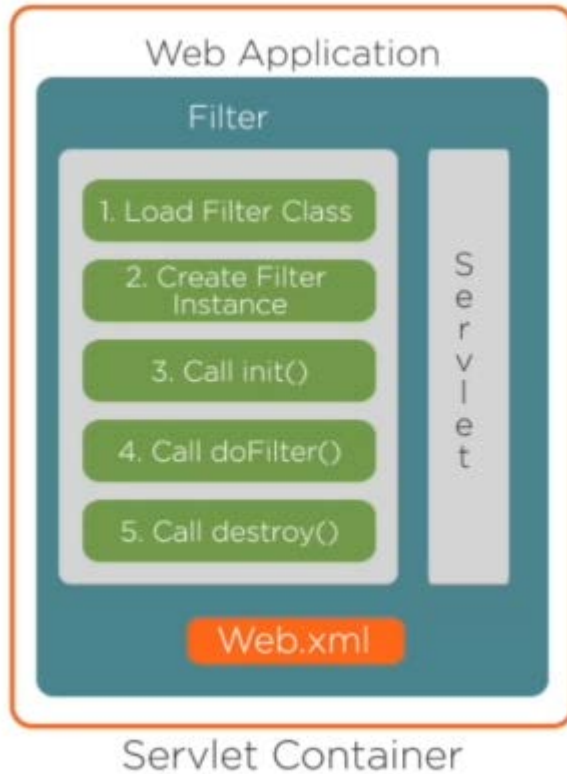 Web Application
Filter
1. Load Filter Class
2. Create Filter
Instance
3. Call init()
4. Call doFilter()
5. Call destroy()
Servlet
Web.xml
Servlet Container